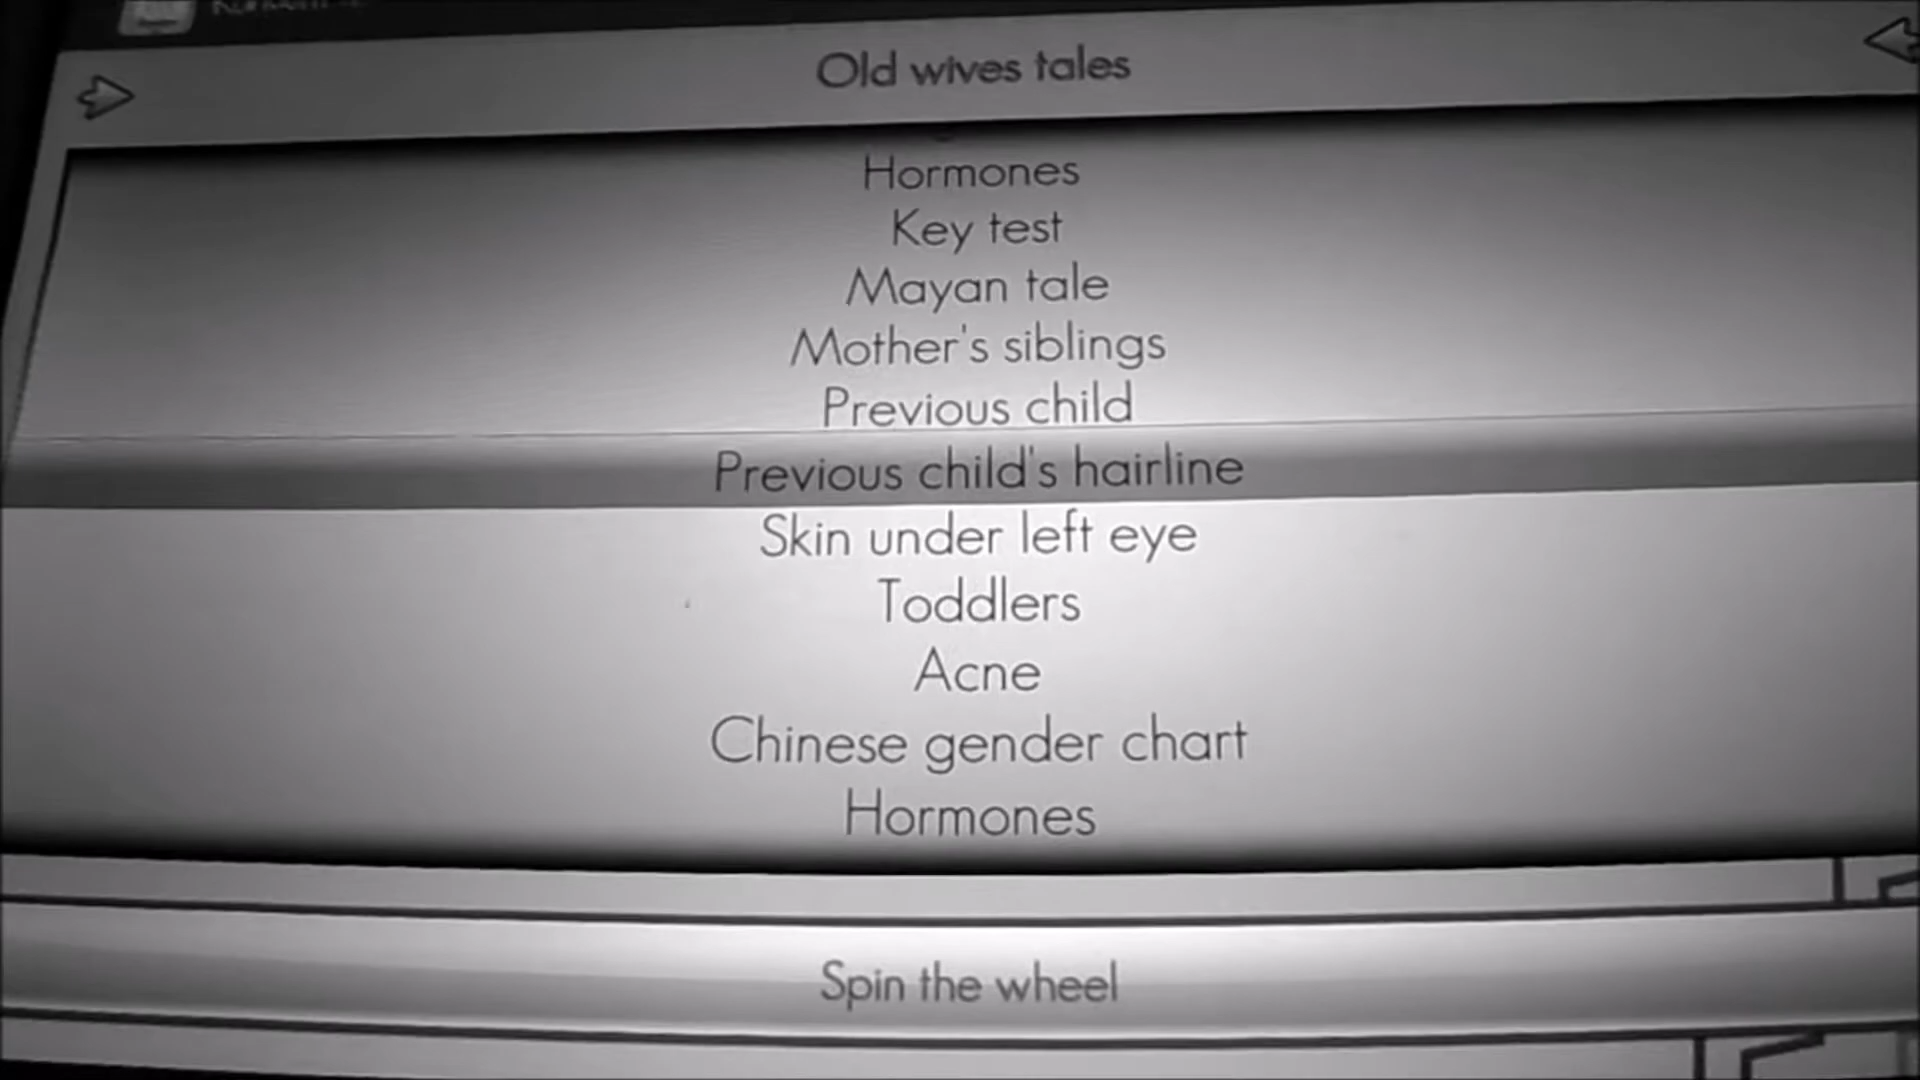 Old wives tales
Hormones
Key test
Mayan tale
Mother's siblings
Previous child
Previous child's hairline
Skin under left eye
Toddlers
Acne
Chinese gender chart
Hormones
Spin the wheel